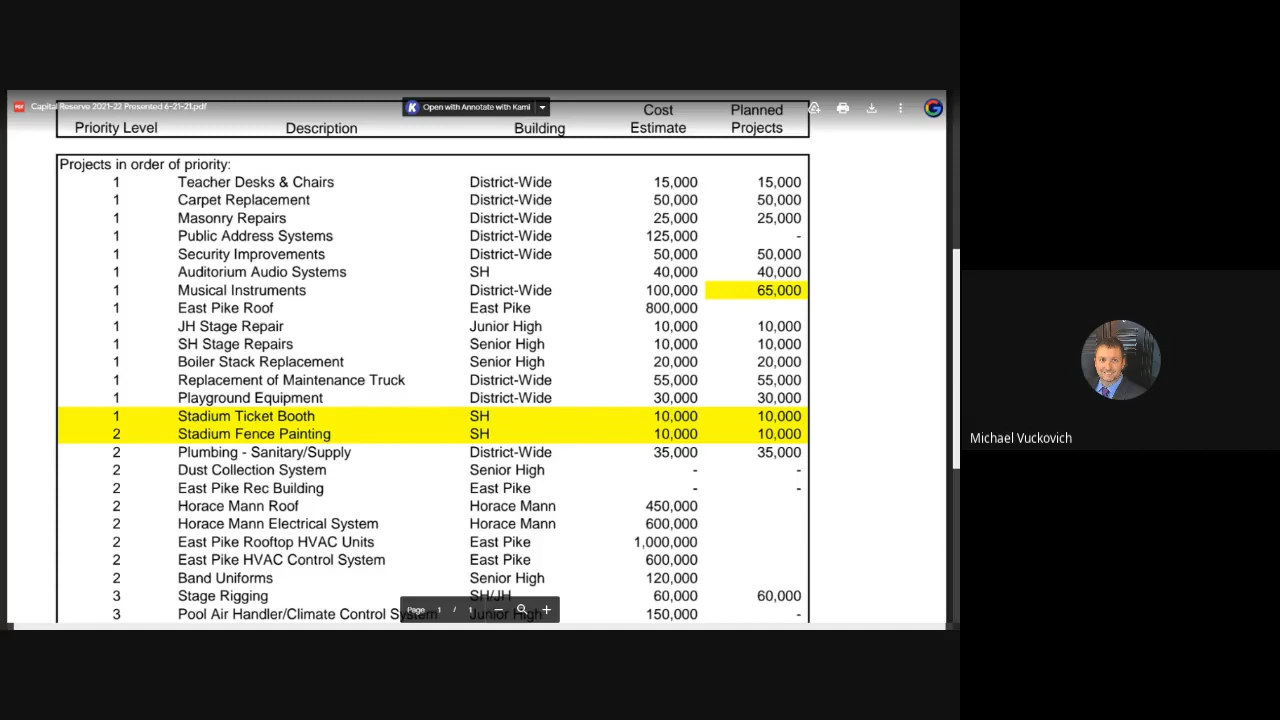 PDF Capital Reserve 2021-22 Presented 6-21-21.pdf
K Open with Annotate with Kami
Cost Planned
Priority Level Description Building Estimate Projects
Projects in order of priority:
1 Teacher Desks & Chairs District-Wide 15,000 15,000
1 Carpet Replacement District-Wide 50,000 50,000
1 Masonry Repairs District-Wide 25,000 25,000
1 Public Address Systems District-Wide 125,000 -
1 Security Improvements District-Wide 50,000 50,000
1 Auditorium Audio Systems SH 40,000 40,000
1 Musical Instruments District-Wide 100,000 65,000
1 East Pike Roof East Pike 800,000
1 JH Stage Repair Junior High 10,000 10,000
1 SH Stage Repairs Senior High 10,000 10,000
1 Boiler Stack Replacement Senior High 20,000 20,000
1 Replacement of Maintenance Truck District-Wide 55,000 55,000
1 Playground Equipment District-Wide 30,000 30,000
1 Stadium Ticket Booth SH 10,000 10,000
2 Stadium Fence Painting SH 10,000 10,000
2 Plumbing - Sanitary/Supply District-Wide 35,000 35,000
2 Dust Collection System Senior High - -
2 East Pike Rec Building East Pike - -
2 Horace Mann Roof Horace Mann 450,000
2 Horace Mann Electrical System Horace Mann 600,000
2 East Pike Rooftop HVAC Units East Pike 1,000,000
2 East Pike HVAC Control System East Pike 600,000
2 Band Uniforms Senior High 120,000
3 Stage Rigging SH/JH 60,000 60,000
3 Pool Air Handler/Climate Control System Junior High 150,000 -
Page 1 / 1
Michael Vuckovich